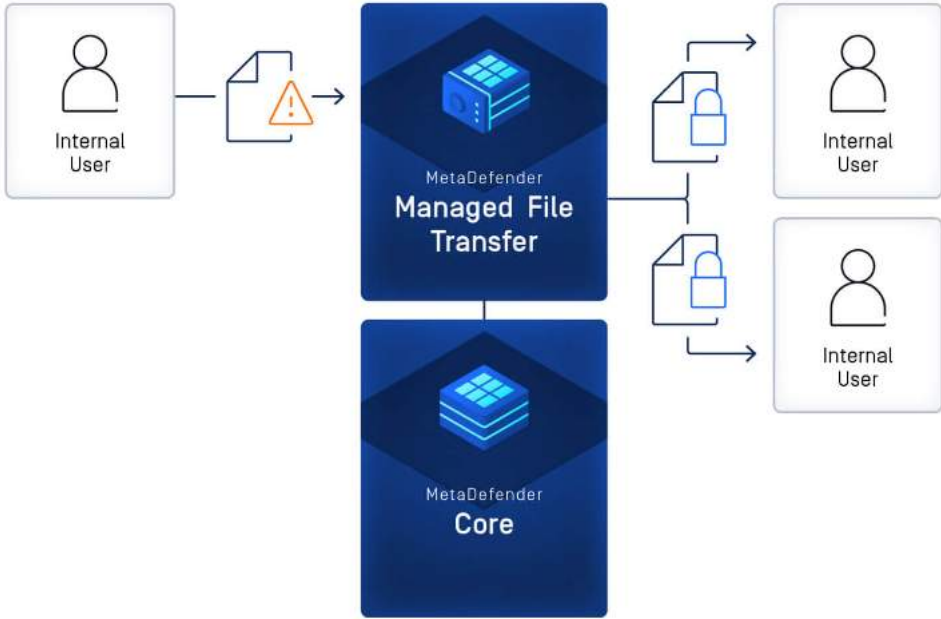 Internal
User
MetaDefender
Managed File
Transfer
Internal
User
Internal
User
MetaDefender
Core